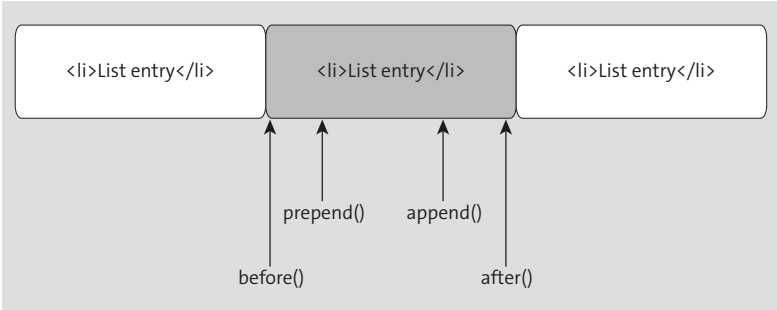 <li>List entry</li>
<li>List entry</li>
<li>List entry</li>
prepend()
append()
before()
after()